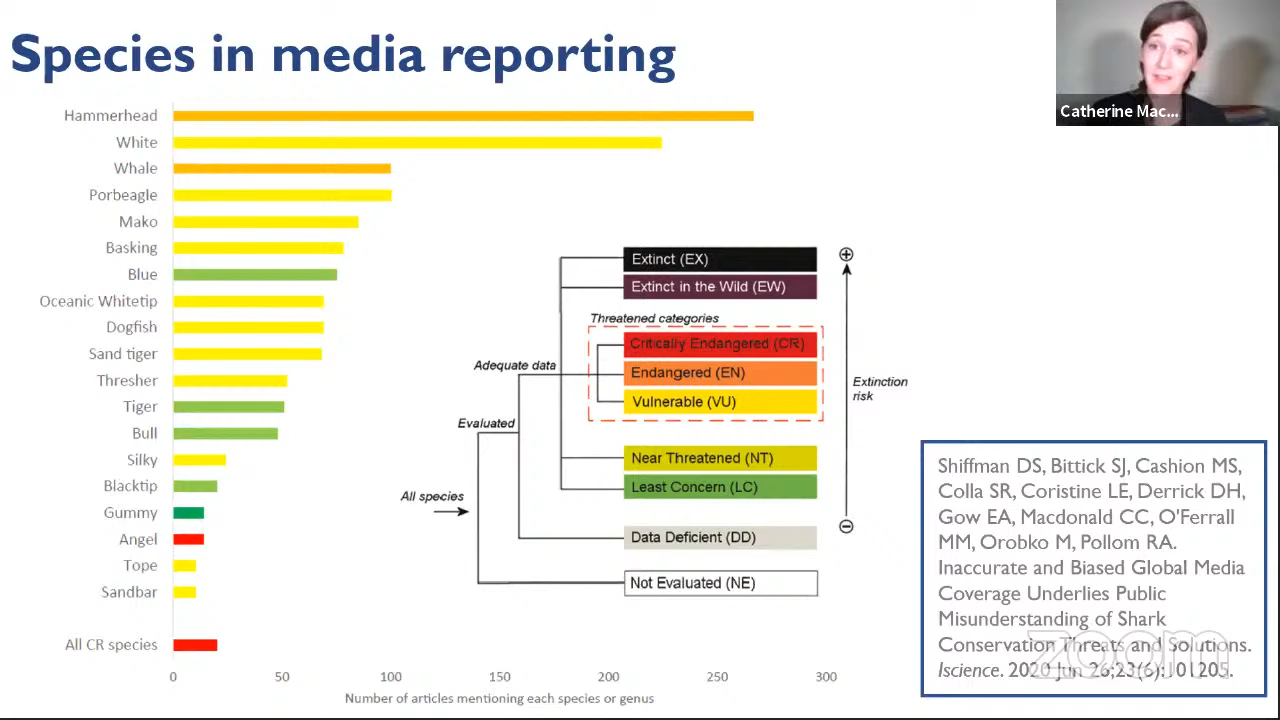 Species in media reporting
Catherine Mac...
Hammerhead
White
Whale
Porbeagle
Mako
Basking
Blue
Oceanic Whitetip
Dogfish
Sand tiger
Thresher
Tiger
Bull
Silky
Blacktip
Gummy
Angel
Tope
Sandbar
All CR species
0 50 100 150 200 250 300
Number of articles mentioning each species or genus
Extinct (EX)
Extinct in the Wild (EW)
Threatened categories
Critically Endangered (CR)
Adequate data
Endangered (EN)
Vulnerable (VU)
Extinction
risk
Evaluated
Near Threatened (NT)
Least Concern (LC)
All species
Data Deficient (DD)
Not Evaluated (NE)
Shiffman DS, Bittick SJ, Cashion MS,
Colla SR, Coristine LE, Derrick DH,
Gow EA, Macdonald CC, O'Ferrall
MM, Orobko M, Pollom RA.
Inaccurate and Biased Global Media
Coverage Underlies Public
Misunderstanding of Shark
Conservation Threats and Solutions.
Iscience. 2020 Jun 26;23(6):101205.
zoom